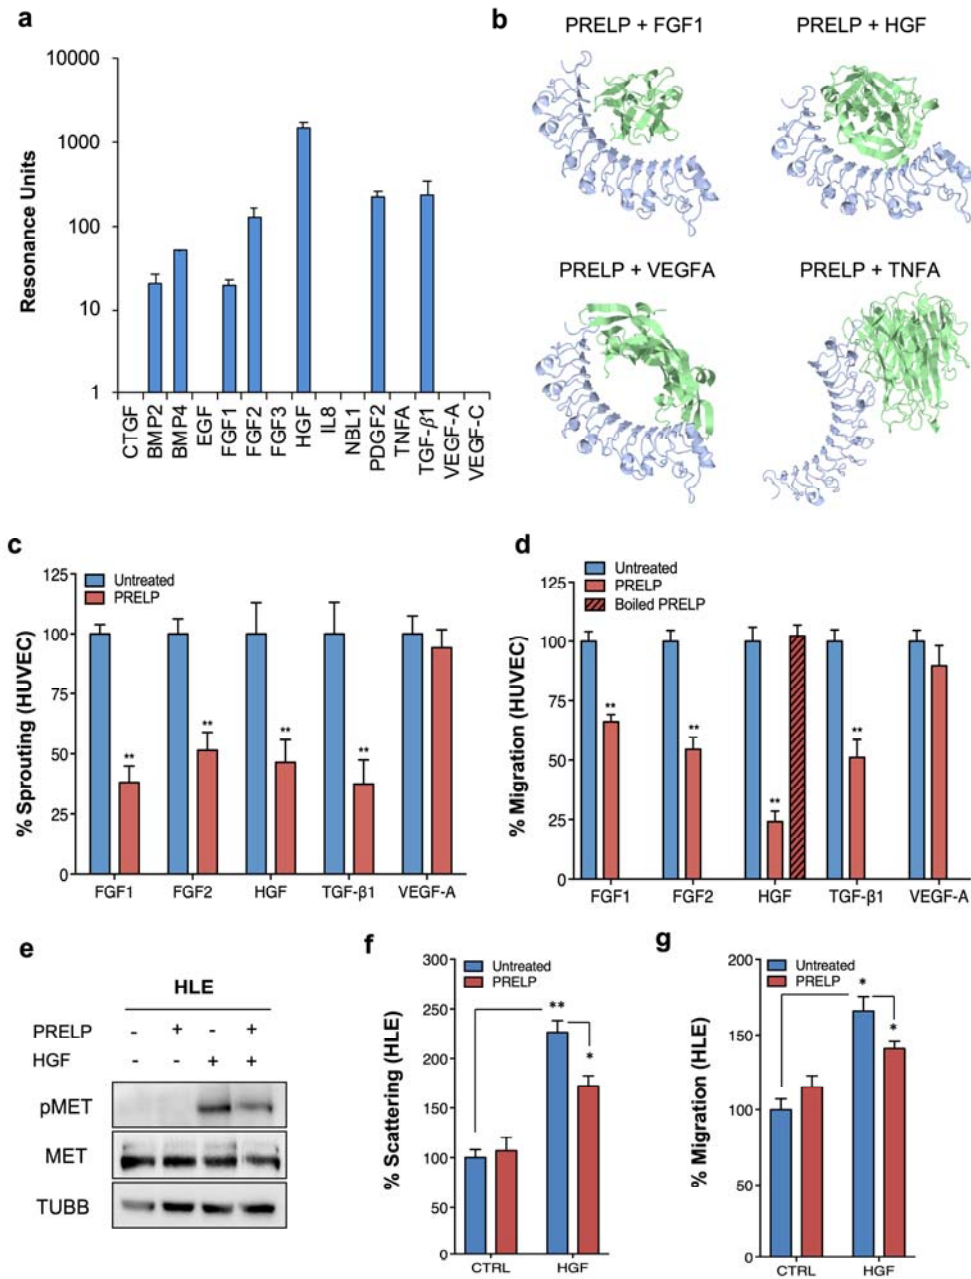 a
Resonance Units
10000
1000
100
10
1
CTGF
BMP2
BMP4
EGF
FGF1
FGF2
FGF3
HGF
IL8
NBL1
PDGF2
TNFA
TGF-β1
VEGF-A
VEGF-C
b
PRELP + FGF1
PRELP + HGF
PRELP + VEGFA
PRELP + TNFA
c
% Sprouting (HUVEC)
Untreated
PRELP
125
100
75
50
25
0
**
**
**
**
FGF1 FGF2 HGF TGF-β1 VEGF-A
d
% Migration (HUVEC)
Untreated
PRELP
Boiled PRELP
125
100
75
50
25
0
**
**
**
**
FGF1 FGF2 HGF TGF-β1 VEGF-A
e
HLE
PRELP - + - +
HGF - - + +
pMET
MET
TUBB
f
% Scattering (HLE)
Untreated
PRELP
300
250
200
150
100
50
0
**
*
CTRL HGF
g
% Migration (HLE)
Untreated
PRELP
200
150
100
50
0
*
*
CTRL HGF